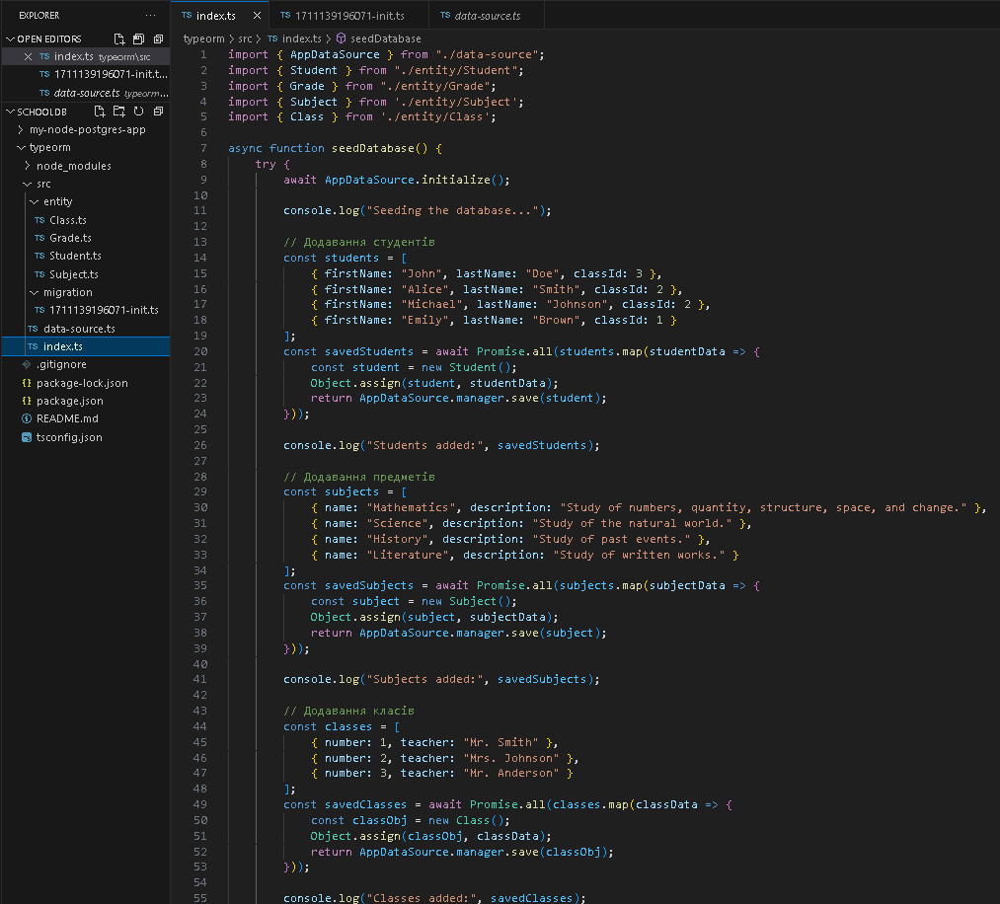 EXPLORER
OPEN EDITORS
index.ts typeorm\src
TS 1711139196071-init.t...
TS data-source.ts typeorm...
SCHOOLDB
my-node-postgres-app
typeorm
node_modules
src
entity
TS Class.ts
TS Grade.ts
TS Student.ts
TS Subject.ts
migration
TS 1711139196071-init.ts
TS data-source.ts
TS index.ts
.gitignore
{} package-lock.json
{} package.json
README.md
tsconfig.json
TS index.ts
TS 1711139196071-init.ts
TS data-source.ts
typeorm > src > TS index.ts > seedDatabase
1 import { AppDataSource } from "./data-source";
2 import { Student } from "./entity/Student";
3 import { Grade } from "./entity/Grade";
4 import { Subject } from './entity/Subject';
5 import { Class } from './entity/Class';
6
7 async function seedDatabase() {
8 try {
9 await AppDataSource.initialize();
10
11 console.log("Seeding the database...");
12
13 // Додавання студентів
14 const students = [
15 { firstName: "John", lastName: "Doe", classId: 3 },
16 { firstName: "Alice", lastName: "Smith", classId: 2 },
17 { firstName: "Michael", lastName: "Johnson", classId: 2 },
18 { firstName: "Emily", lastName: "Brown", classId: 1 }
19 ];
20 const savedStudents = await Promise.all(students.map(studentData => {
21 const student = new Student();
22 Object.assign(student, studentData);
23 return AppDataSource.manager.save(student);
24 }));
25
26 console.log("Students added:", savedStudents);
27
28 // Додавання предметів
29 const subjects = [
30 { name: "Mathematics", description: "Study of numbers, quantity, structure, space, and change." },
31 { name: "Science", description: "Study of the natural world." },
32 { name: "History", description: "Study of past events." },
33 { name: "Literature", description: "Study of written works." }
34 ];
35 const savedSubjects = await Promise.all(subjects.map(subjectData => {
36 const subject = new Subject();
37 Object.assign(subject, subjectData);
38 return AppDataSource.manager.save(subject);
39 }));
40
41 console.log("Subjects added:", savedSubjects);
42
43 // Додавання класів
44 const classes = [
45 { number: 1, teacher: "Mr. Smith" },
46 { number: 2, teacher: "Mrs. Johnson" },
47 { number: 3, teacher: "Mr. Anderson" }
48 ];
49 const savedClasses = await Promise.all(classes.map(classData => {
50 const classObj = new Class();
51 Object.assign(classObj, classData);
52 return AppDataSource.manager.save(classObj);
53 }));
54
55 console.log("Classes added:", savedClasses);